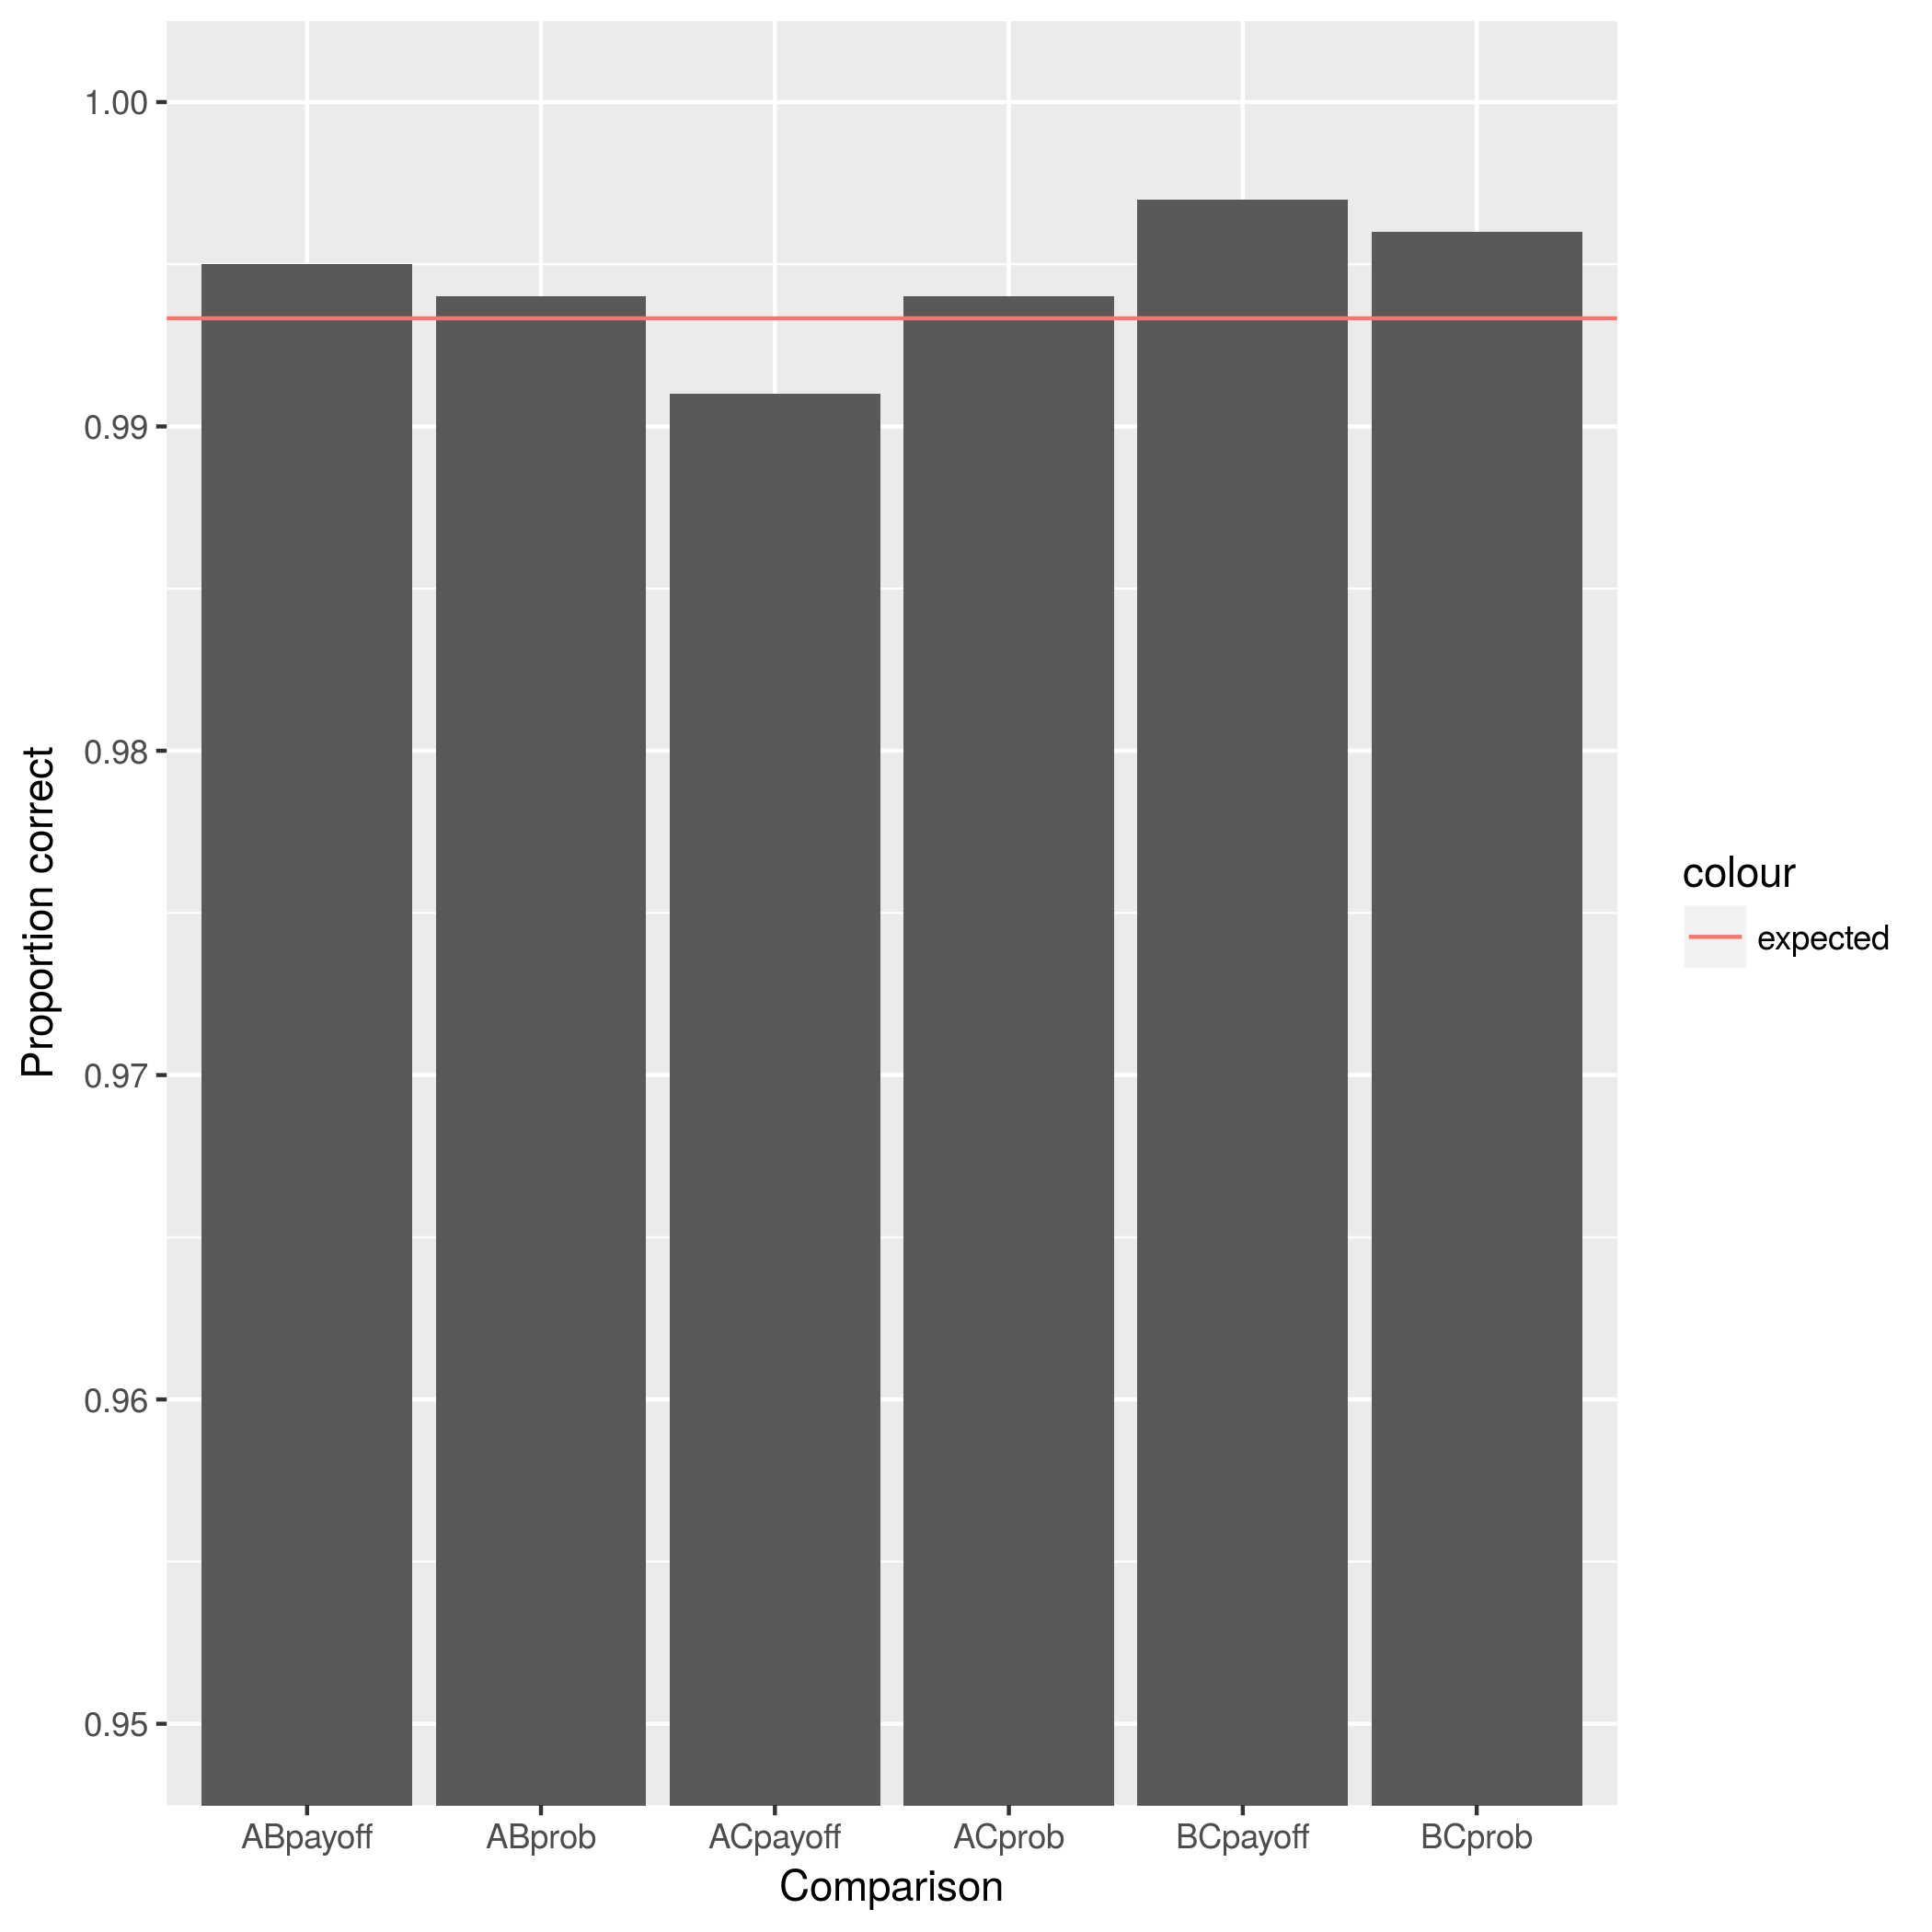 1.00
0.99
0.98
0.97
0.96
0.95
Proportion correct
ABpayoff
ABprob
ACpayoff
ACprob
BCpayoff
BCprob
Comparison
colour
expected